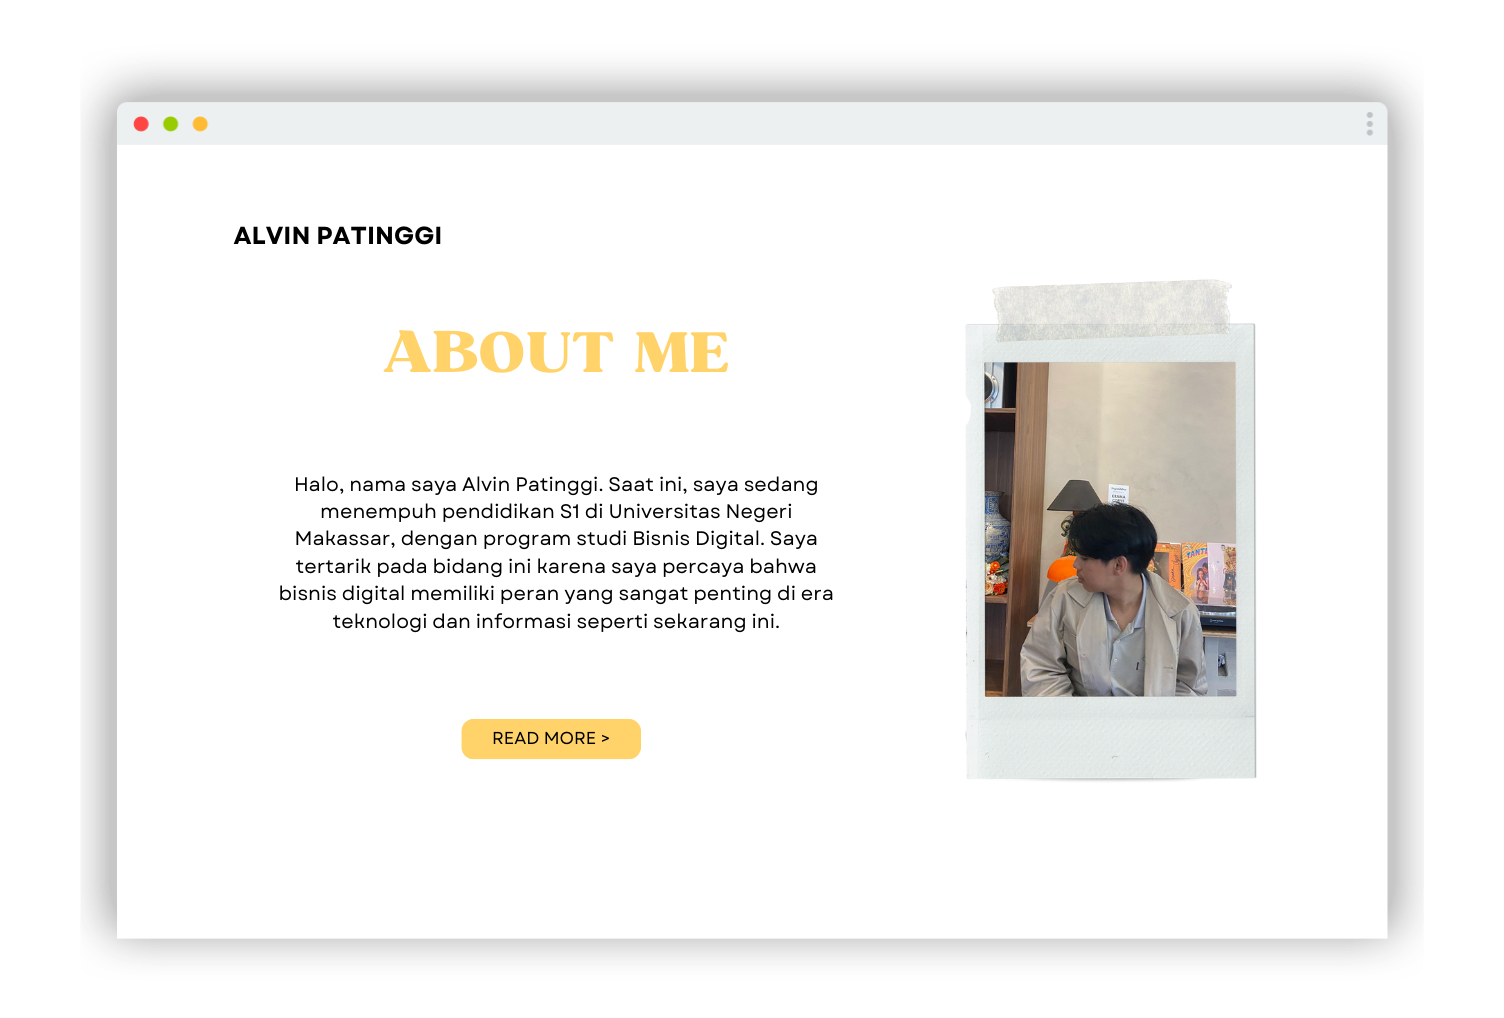 ALVIN PATINGGI
ABOUT ME
Halo, nama saya Alvin Patinggi. Saat ini, saya sedang
menempuh pendidikan S1 di Universitas Negeri
Makassar, dengan program studi Bisnis Digital. Saya
tertarik pada bidang ini karena saya percaya bahwa
bisnis digital memiliki peran yang sangat penting di era
teknologi dan informasi seperti sekarang ini.
READ MORE >